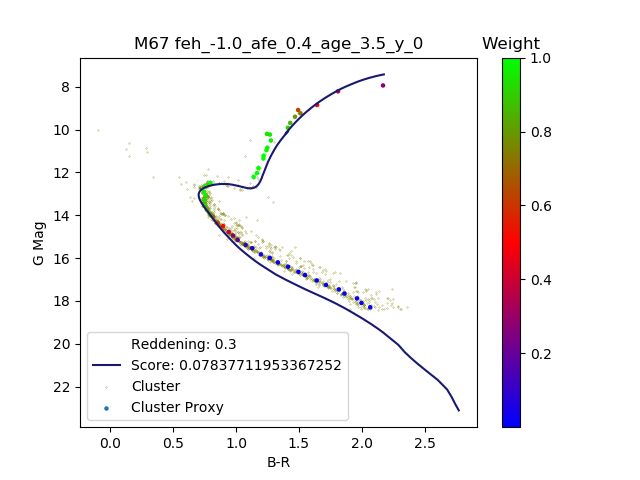 M67 feh_-1.0_afe_0.4_age_3.5_y_0
Weight
1.0
0.8
0.6
0.4
0.2
G Mag
8
10
12
14
16
18
20
22
Reddening: 0.3
Score: 0.07837711953367252
Cluster
Cluster Proxy
0.0 0.5 1.0 1.5 2.0 2.5
B-R